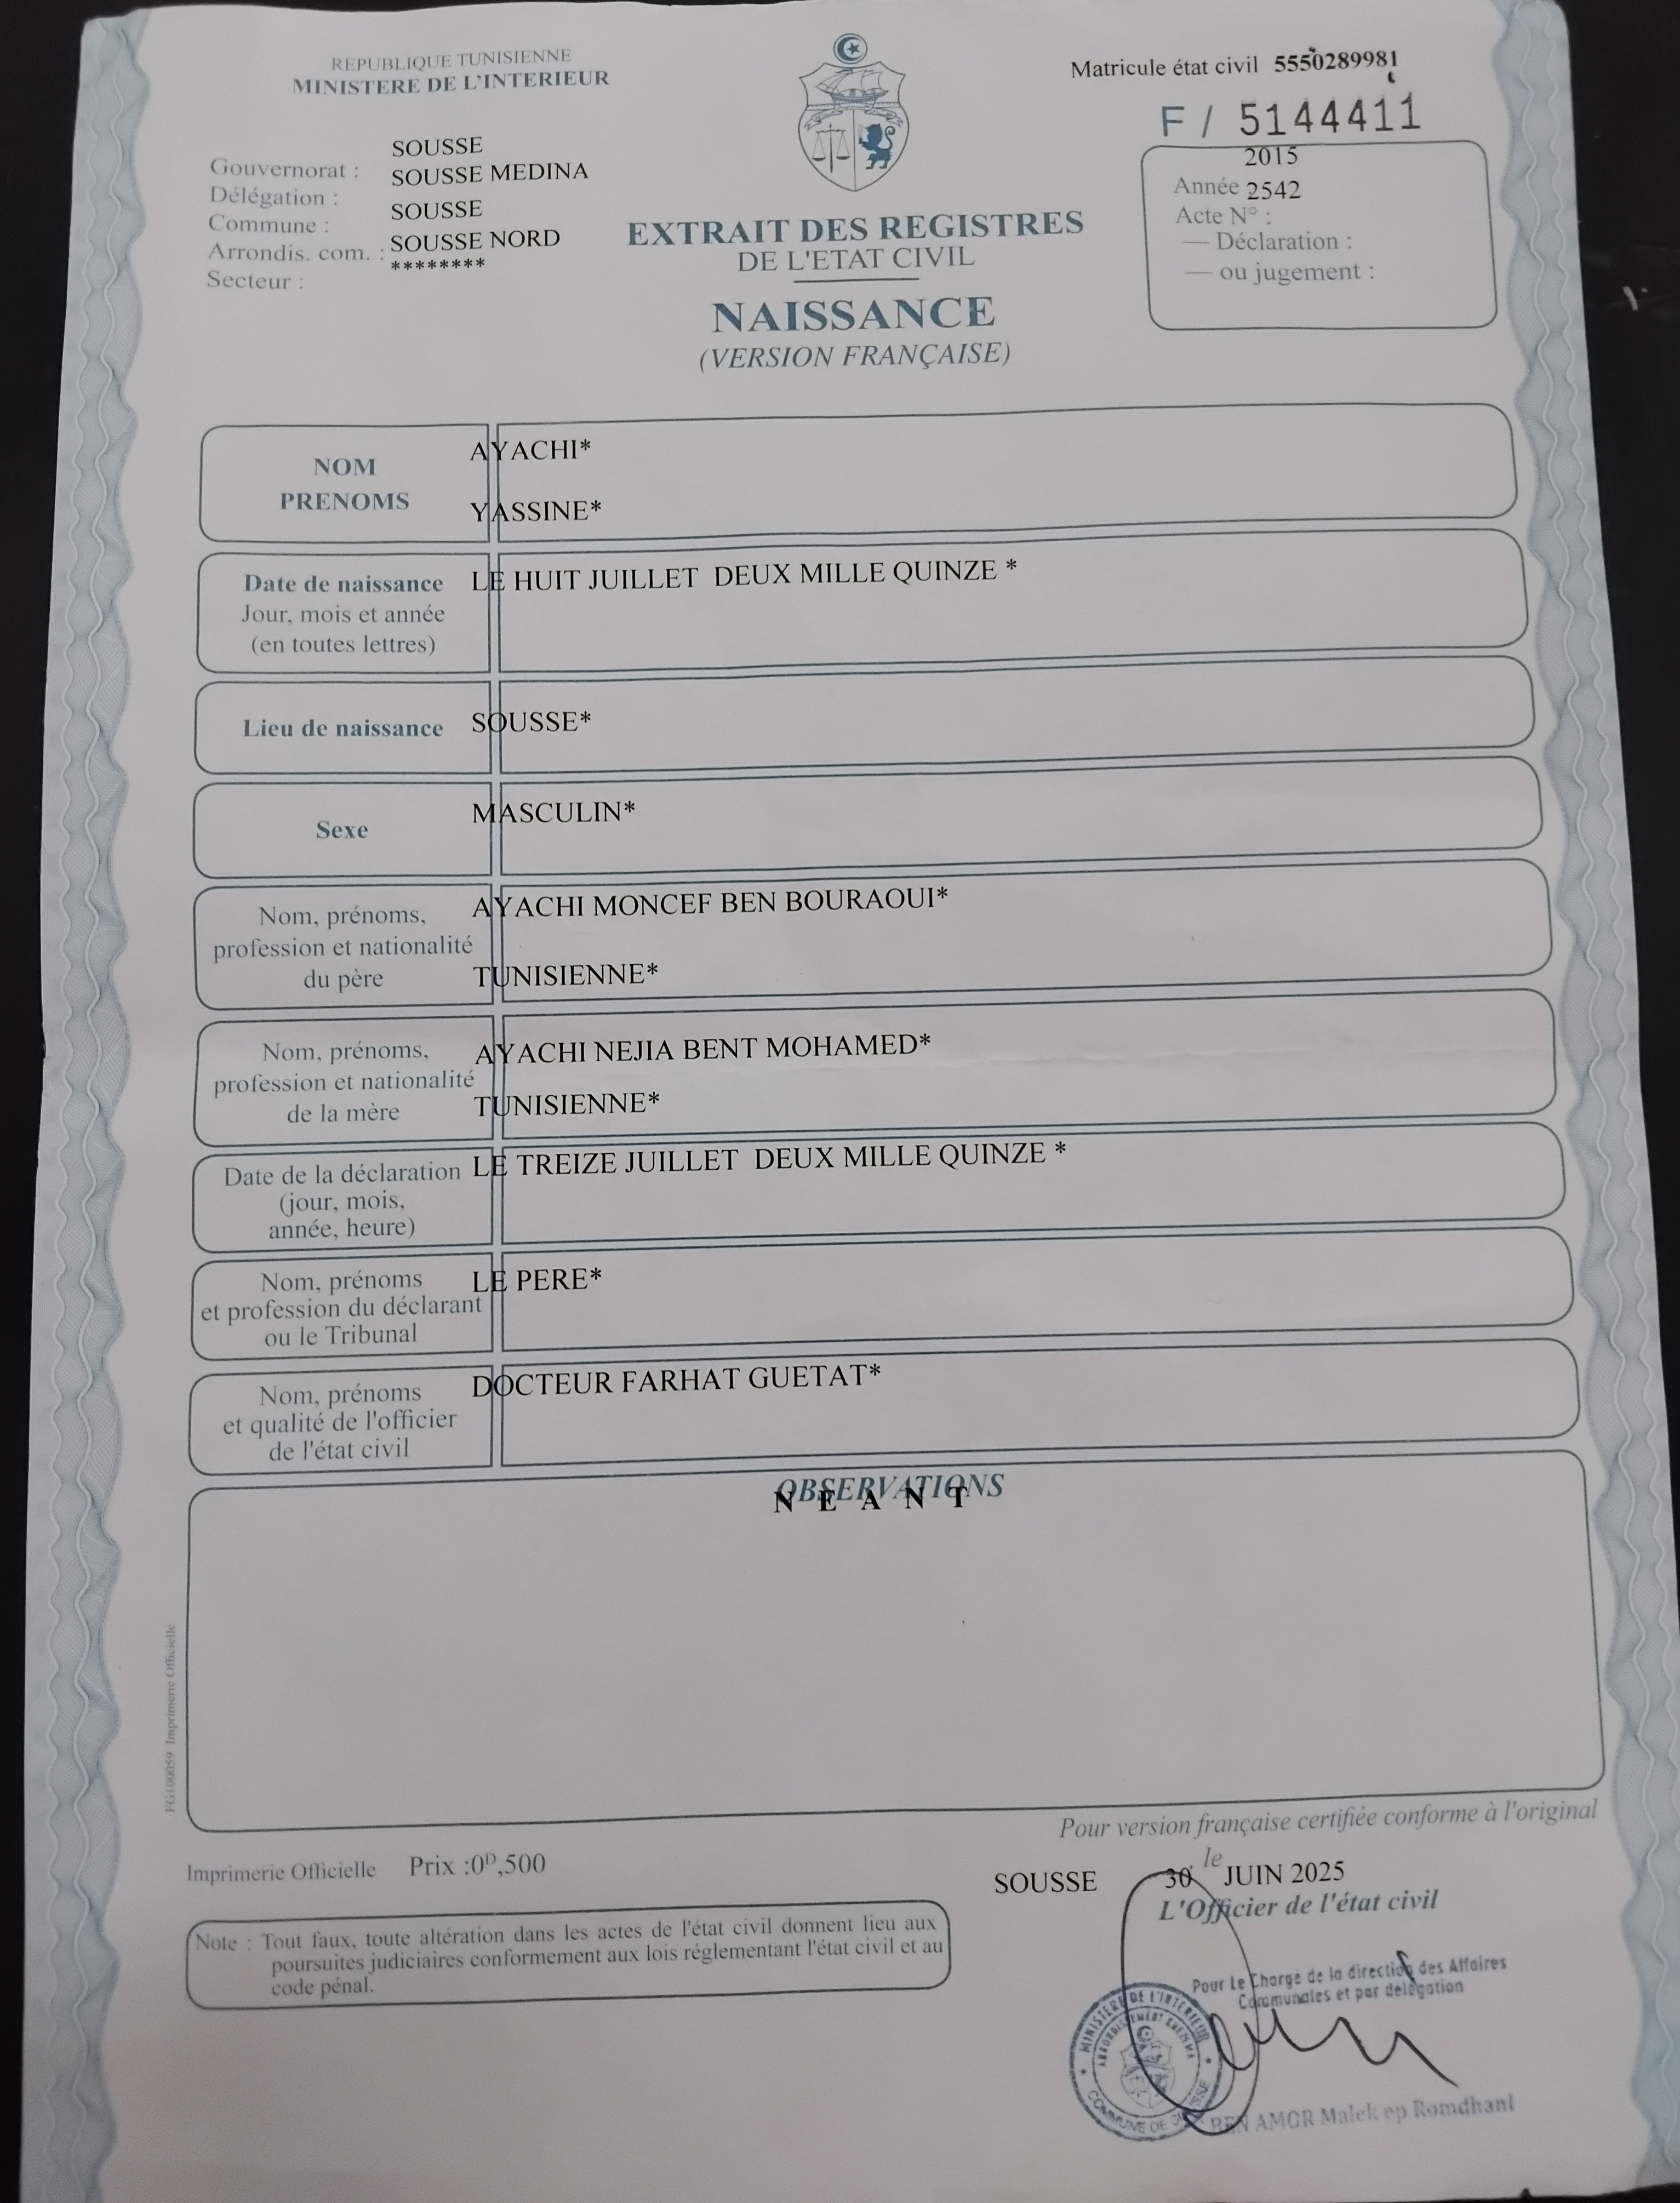 REPUBLIQUE TUNISIENNE
MINISTERE DE L'INTERIEUR
Matricule état civil 5550289981
F / 5144411
Gouvernorat : SOUSSE
Délégation : SOUSSE MEDINA
Commune : SOUSSE
Arrondis. com. : SOUSSE NORD
Secteur : ********
2015
Année 2542
Acte N° :
— Déclaration :
— ou jugement :
EXTRAIT DES REGISTRES
DE L'ETAT CIVIL
NAISSANCE
(VERSION FRANÇAISE)
NOM AYACHI*
PRENOMS YASSINE*
Date de naissance LE HUIT JUILLET DEUX MILLE QUINZE *
Jour, mois et année
(en toutes lettres)
Lieu de naissance SOUSSE*
Sexe MASCULIN*
Nom, prénoms, AYACHI MONCEF BEN BOURAOUI*
profession et nationalité
du père TUNISIENNE*
Nom, prénoms, AYACHI NEJIA BENT MOHAMED*
profession et nationalité
de la mère TUNISIENNE*
Date de la déclaration LE TREIZE JUILLET DEUX MILLE QUINZE *
(jour, mois,
année, heure)
Nom, prénoms LE PERE*
et profession du déclarant
ou le Tribunal
Nom, prénoms DOCTEUR FARHAT GUETAT*
et qualité de l'officier
de l'état civil
OBSERVATIONS
N E A N T
FG100059 Imprimerie Officielle
Pour version française certifiée conforme à l'original
Imprimerie Officielle Prix :0ᴰ,500
SOUSSE le 30 JUIN 2025
L'Officier de l'état civil
Note : Tout faux, toute altération dans les actes de l'état civil donnent lieu aux
poursuites judiciaires conformement aux lois réglementant l'état civil et au
code pénal.
Pour Le Chargé de la direction des Affaires
Communales et par délégation
MINISTERE DE L'INTERIEUR
COMMUNE DE SOUSSE
BEN AMOR Malek ep Romdhani